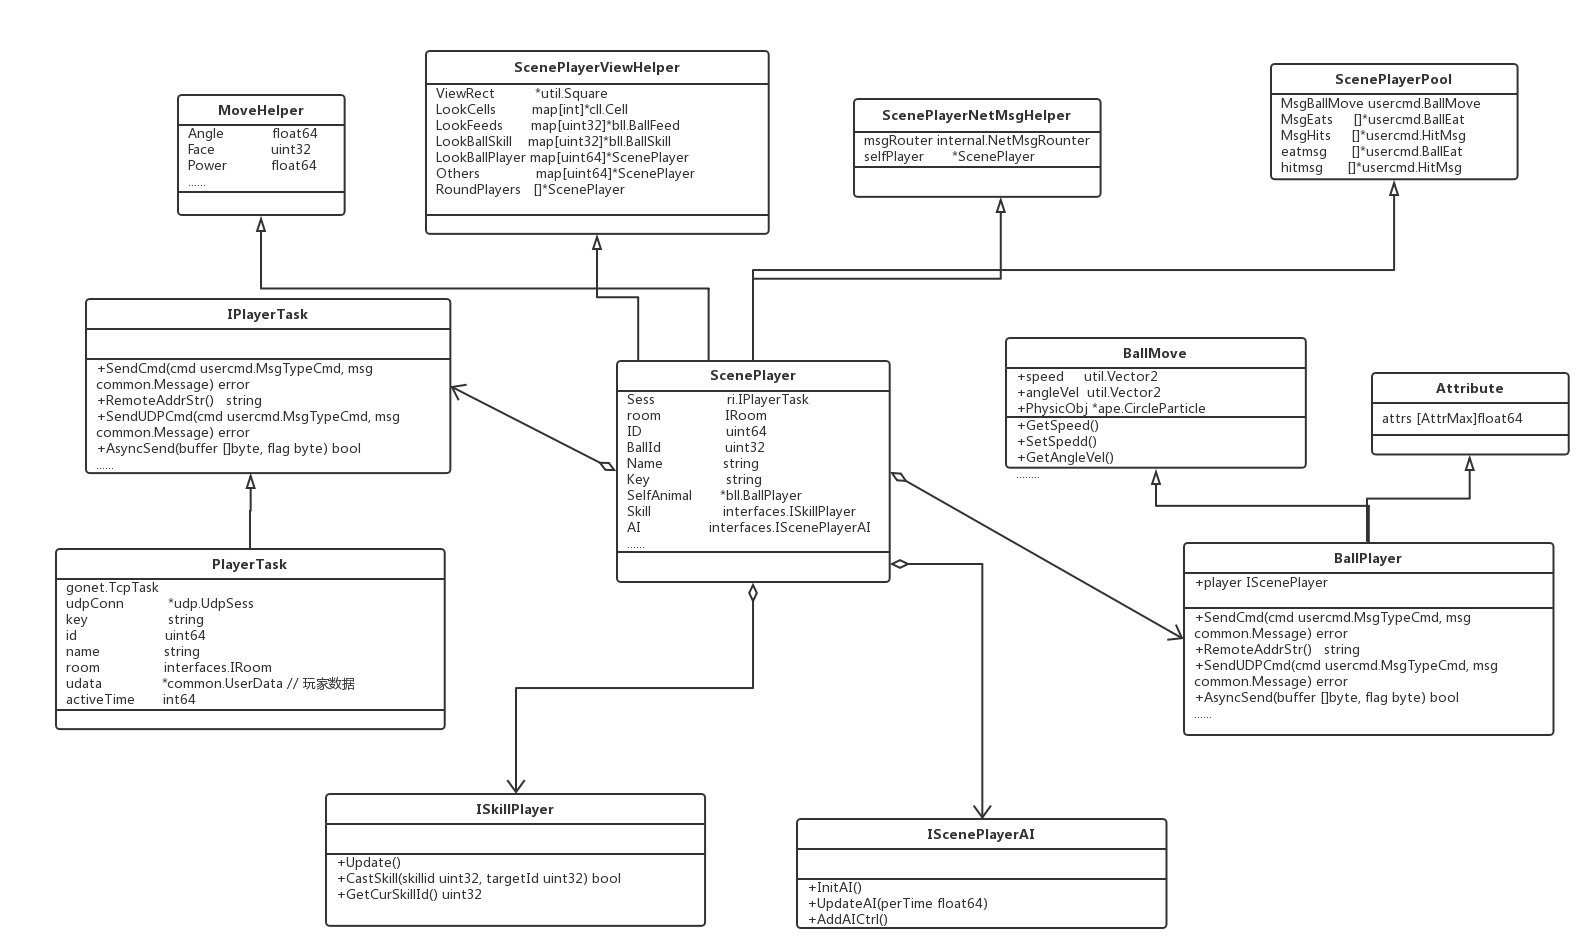 MoveHelper
Angle float64
Face uint32
Power float64
......
ScenePlayerViewHelper
ViewRect *util.Square
LookCells map[int]*cll.Cell
LookFeeds map[uint32]*bll.BallFeed
LookBallSkill map[uint32]*bll.BallSkill
LookBallPlayer map[uint64]*ScenePlayer
Others map[uint64]*ScenePlayer
RoundPlayers []*ScenePlayer
ScenePlayerNetMsgHelper
msgRouter internal.NetMsgRounter
selfPlayer *ScenePlayer
ScenePlayerPool
MsgBallMove usercmd.BallMove
MsgEats []*usercmd.BallEat
MsgHits []*usercmd.HitMsg
eatmsg []*usercmd.BallEat
hitmsg []*usercmd.HitMsg
IPlayerTask
+SendCmd(cmd usercmd.MsgTypeCmd, msg
common.Message) error
+RemoteAddrStr() string
+SendUDPCmd(cmd usercmd.MsgTypeCmd, msg
common.Message) error
+AsyncSend(buffer []byte, flag byte) bool
......
ScenePlayer
Sess ri.IPlayerTask
room IRoom
ID uint64
BallId uint32
Name string
Key string
SelfAnimal *bll.BallPlayer
Skill interfaces.ISkillPlayer
AI interfaces.IScenePlayerAI
......
BallMove
+speed util.Vector2
+angleVel util.Vector2
+PhysicObj *ape.CircleParticle
+GetSpeed()
+SetSpedd()
+GetAngleVel()
........
Attribute
attrs [AttrMax]float64
PlayerTask
gonet.TcpTask
udpConn *udp.UdpSess
key string
id uint64
name string
room interfaces.IRoom
udata *common.UserData // 玩家数据
activeTime int64
BallPlayer
+player IScenePlayer
+SendCmd(cmd usercmd.MsgTypeCmd, msg
common.Message) error
+RemoteAddrStr() string
+SendUDPCmd(cmd usercmd.MsgTypeCmd, msg
common.Message) error
+AsyncSend(buffer []byte, flag byte) bool
......
ISkillPlayer
+Update()
+CastSkill(skillid uint32, targetId uint32) bool
+GetCurSkillId() uint32
IScenePlayerAI
+InitAI()
+UpdateAI(perTime float64)
+AddAICtrl()